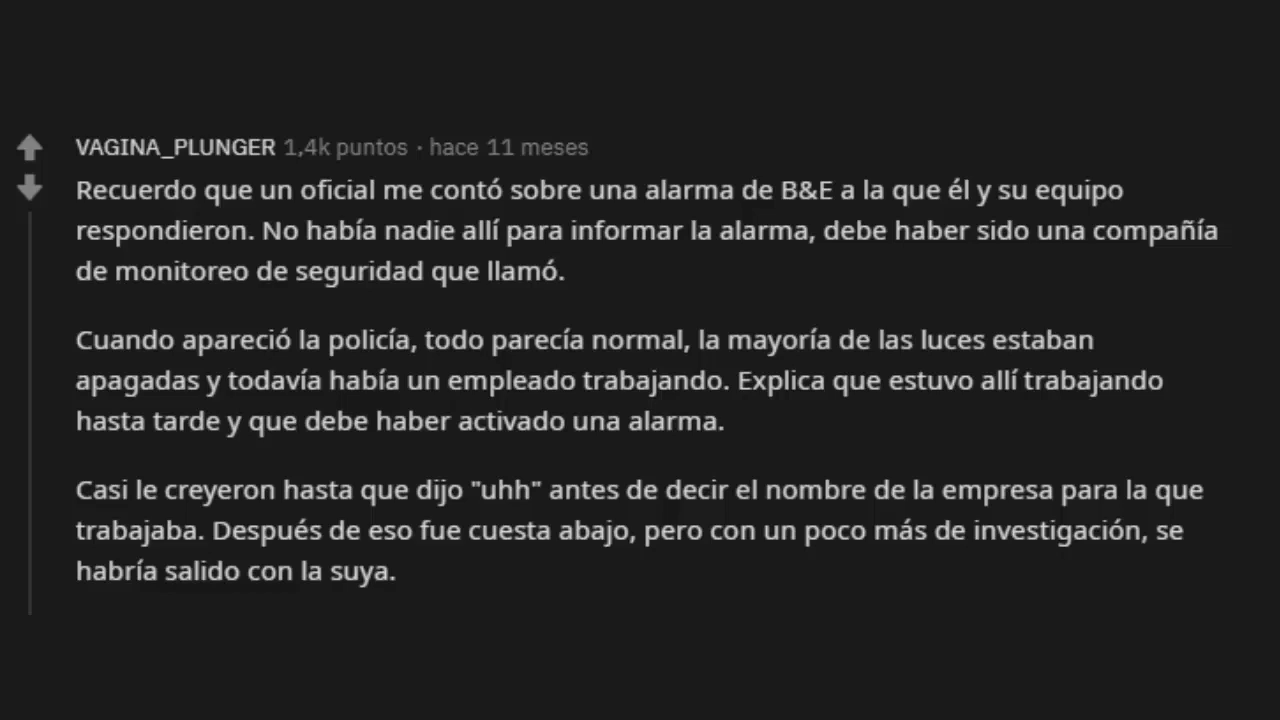 VAGINA_PLUNGER 1,4k puntos · hace 11 meses
Recuerdo que un oficial me contó sobre una alarma de B&E a la que él y su equipo
respondieron. No había nadie allí para informar la alarma, debe haber sido una compañía
de monitoreo de seguridad que llamó.
Cuando apareció la policía, todo parecía normal, la mayoría de las luces estaban
apagadas y todavía había un empleado trabajando. Explica que estuvo allí trabajando
hasta tarde y que debe haber activado una alarma.
Casi le creyeron hasta que dijo "uhh" antes de decir el nombre de la empresa para la que
trabajaba. Después de eso fue cuesta abajo, pero con un poco más de investigación, se
habría salido con la suya.